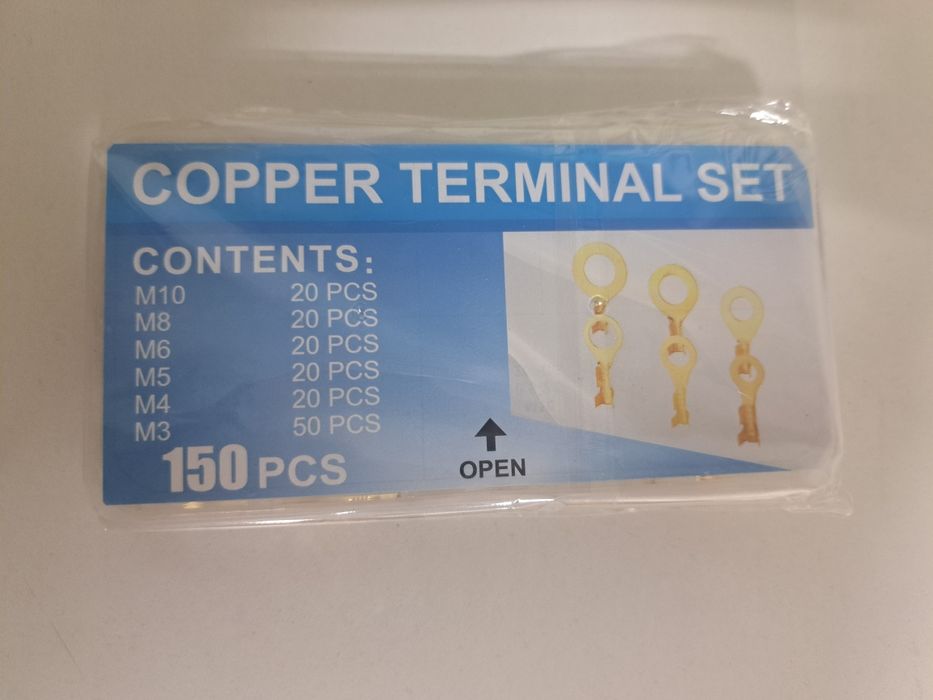 COPPER TERMINAL SET
CONTENTS:
M10 20 PCS
M8 20 PCS
M6 20 PCS
M5 20 PCS
M4 20 PCS
M3 50 PCS
150 PCS
OPEN